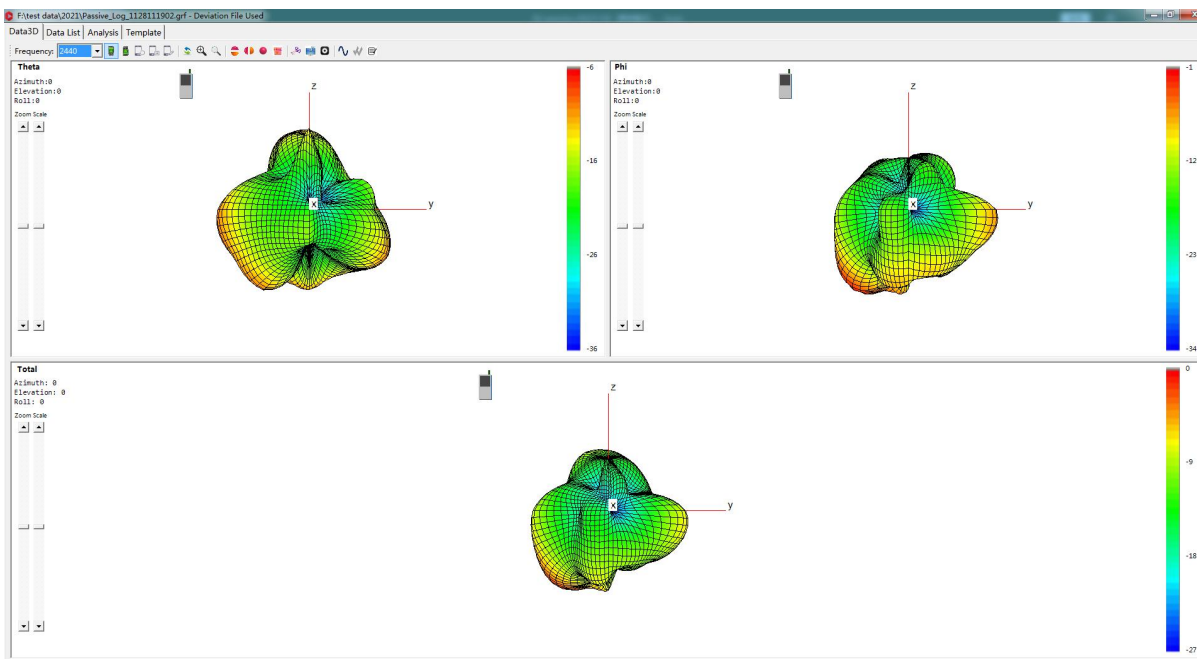 F:\test data\2021\Passive_Log_1128111902.grf - Deviation File Used
Data3D Data List Analysis Template
Frequency: 2440
Theta
Azimuth:0
Elevation:0
Roll:0
Zoom Scale
z
x
y
-6
-16
-26
-36
Phi
Azimuth:0
Elevation:0
Roll:0
Zoom Scale
z
x
y
-1
-12
-23
-34
Total
Azimuth: 0
Elevation: 0
Roll: 0
Zoom Scale
z
x
y
0
-9
-18
-27